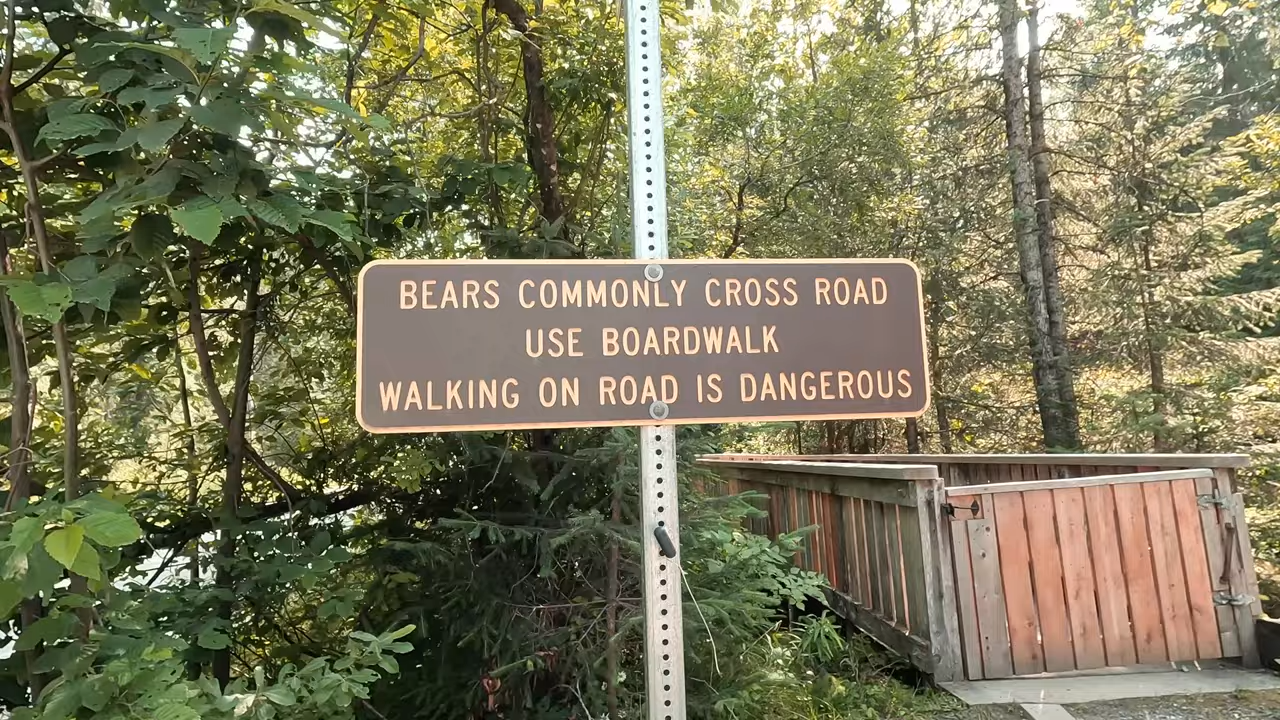 BEARS COMMONLY CROSS ROAD
USE BOARDWALK
WALKING ON ROAD IS DANGEROUS